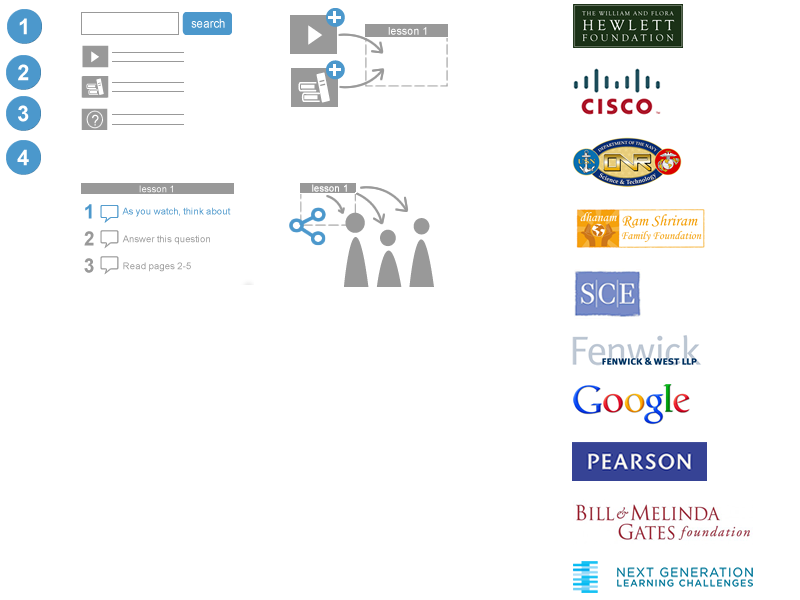 1
2
3
4
search
?
lesson 1
lesson 1
1 As you watch, think about
2 Answer this question
3 Read pages 2-5
lesson 1
THE WILLIAM AND FLORA
HEWLETT
FOUNDATION
CISCO
DEPARTMENT OF THE NAVY
USN
ONR
Science & Technology
dhanam
Ram Shriram
Family Foundation
S|C|E
Fenwick
FENWICK & WEST LLP
Google
PEARSON
BILL & MELINDA
GATES foundation
NEXT GENERATION
LEARNING CHALLENGES